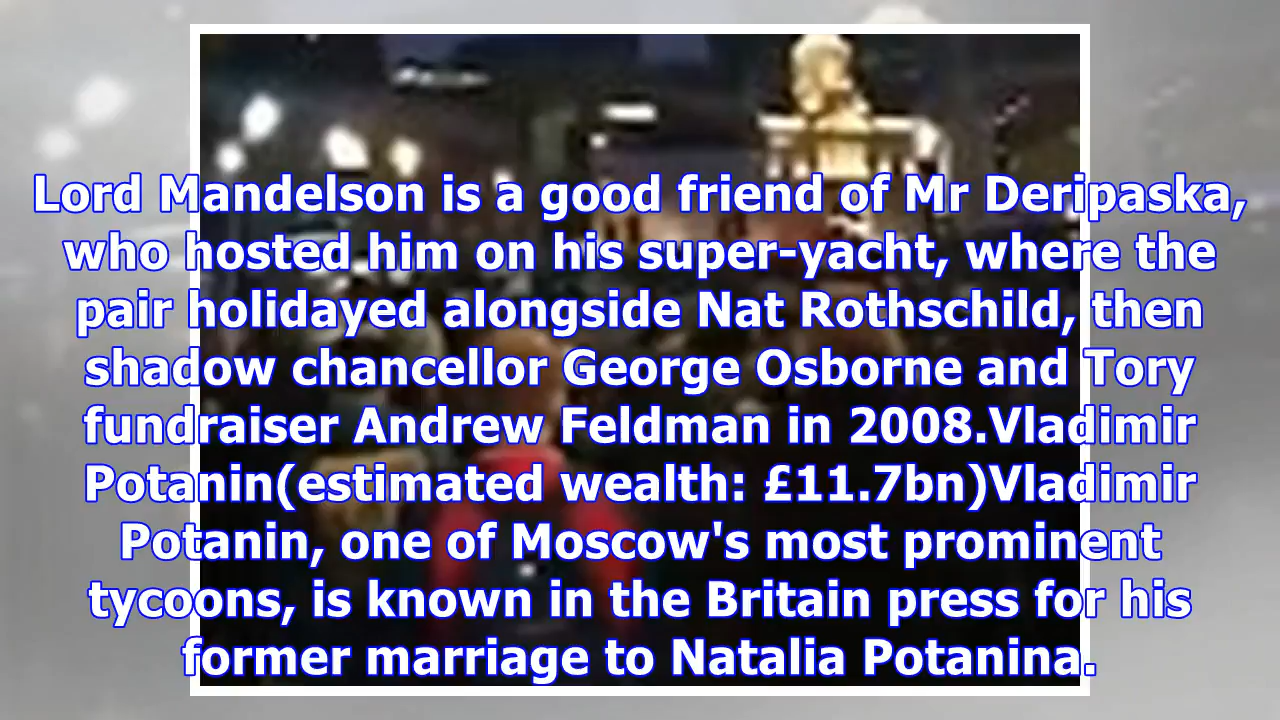 Lord Mandelson is a good friend of Mr Deripaska,
who hosted him on his super-yacht, where the
pair holidayed alongside Nat Rothschild, then
shadow chancellor George Osborne and Tory
fundraiser Andrew Feldman in 2008.Vladimir
Potanin(estimated wealth: £11.7bn)Vladimir
Potanin, one of Moscow's most prominent
tycoons, is known in the Britain press for his
former marriage to Natalia Potanina.